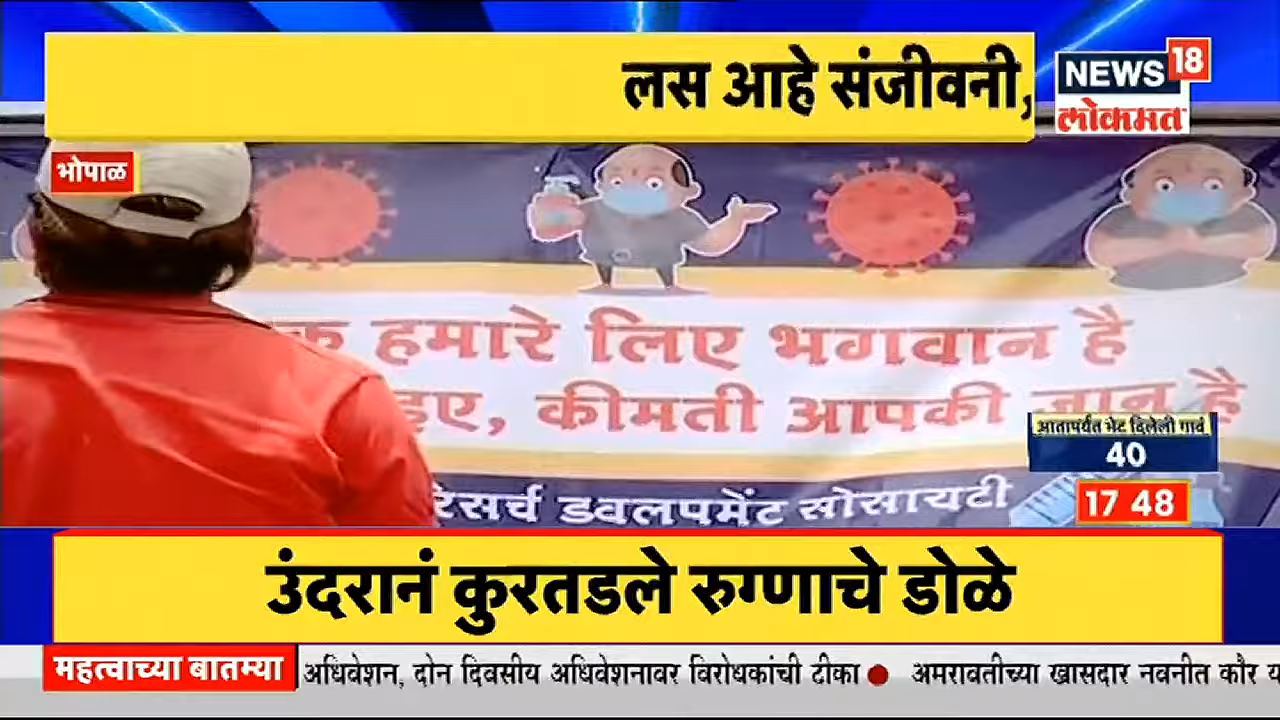 लस आहे संजीवनी,
NEWS 18
लोकमत
भोपाळ
हमारे लिए भगवान है
इए, कीमती आपकी जान है
आतापर्यंत भेट दिलेली गावं
40
रिसर्च डवलपमेंट सोसायटी
17 48
उंदरानं कुरतडले रुग्णाचे डोळे
महत्वाच्या बातम्या
अधिवेशन, दोन दिवसीय अधिवेशनावर विरोधकांची टीका ● अमरावतीच्या खासदार नवनीत कौर